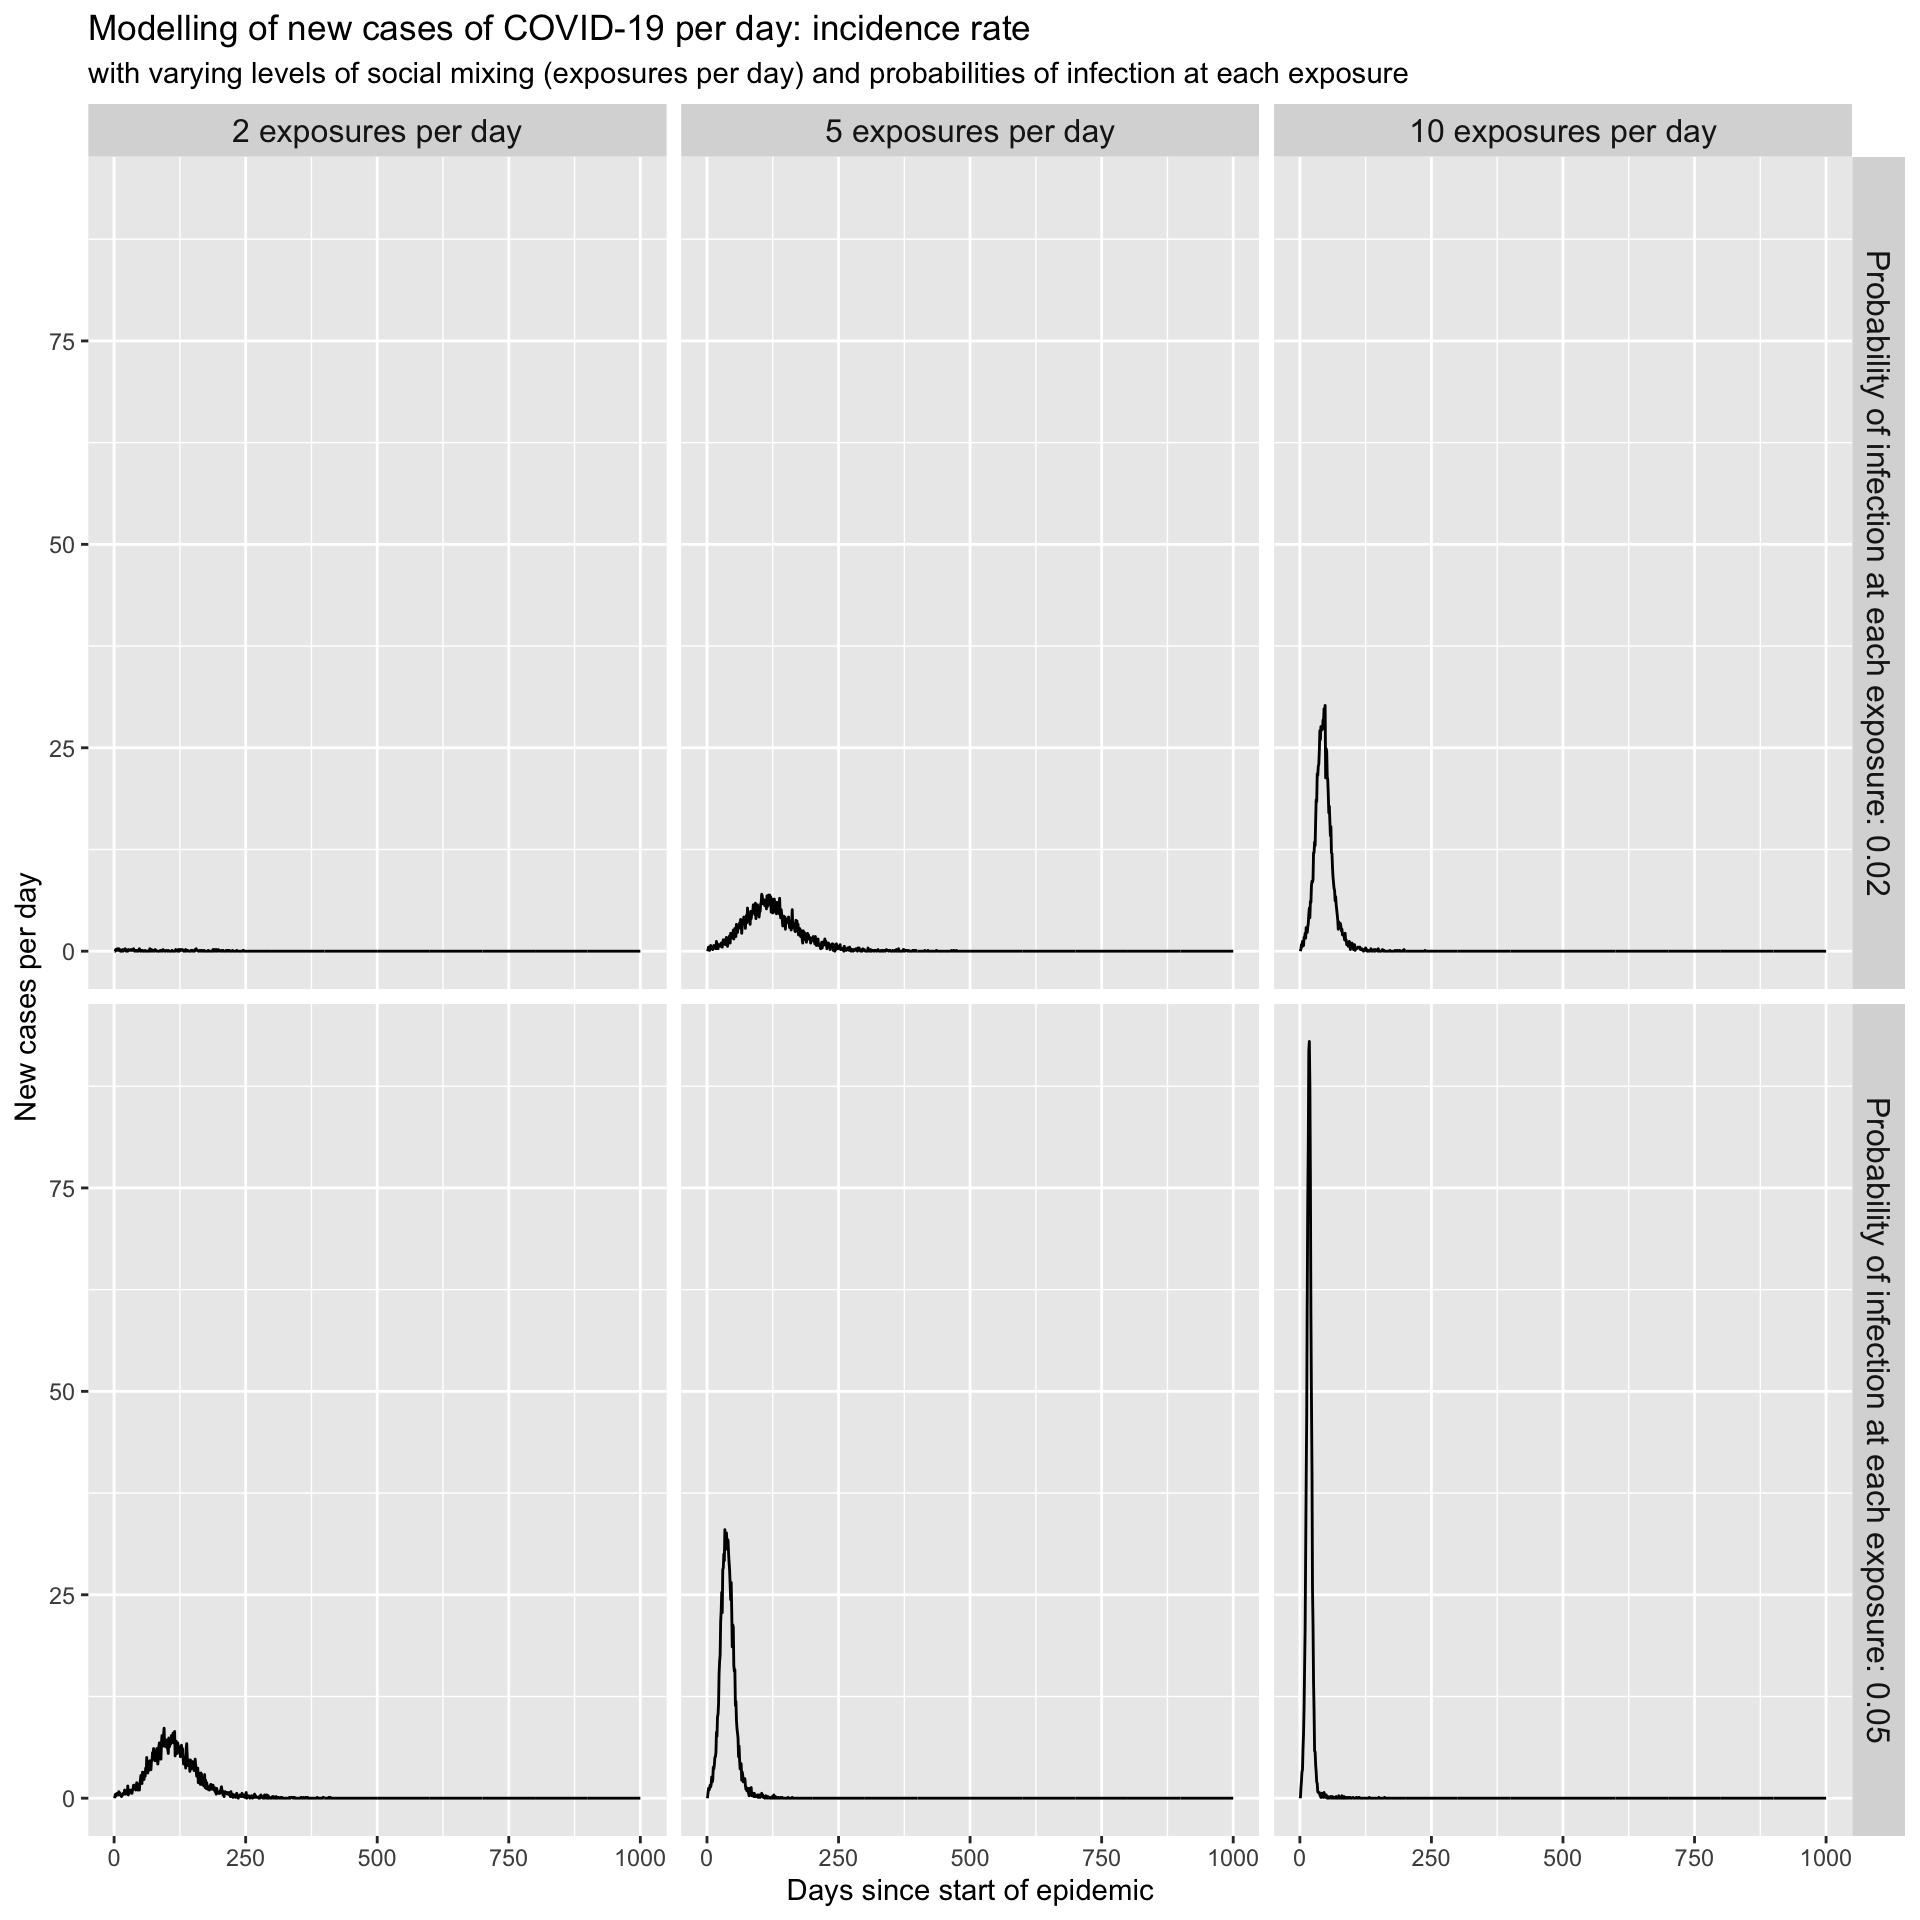 Modelling of new cases of COVID-19 per day: incidence rate
with varying levels of social mixing (exposures per day) and probabilities of infection at each exposure
2 exposures per day
5 exposures per day
10 exposures per day
Probability of infection at each exposure: 0.02
75
50
25
0
New cases per day
Probability of infection at each exposure: 0.05
75
50
25
0
0 250 500 750 1000
0 250 500 750 1000
0 250 500 750 1000
Days since start of epidemic